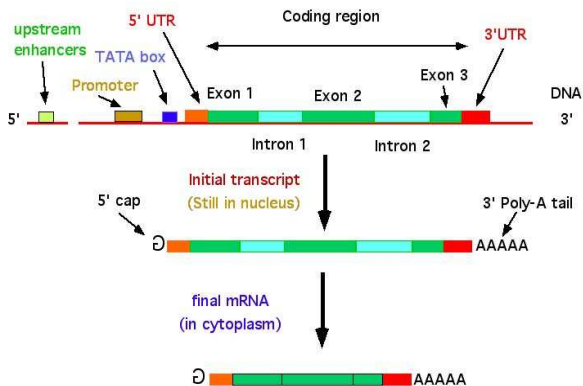 5' UTR
Coding region
3'UTR
upstream
enhancers
TATA box
Promoter
Exon 1
Exon 2
Exon 3
DNA
5'
3'
Intron 1
Intron 2
Initial transcript
(Still in nucleus)
5' cap
3' Poly-A tail
G
AAAAA
final mRNA
(in cytoplasm)
G
AAAAA